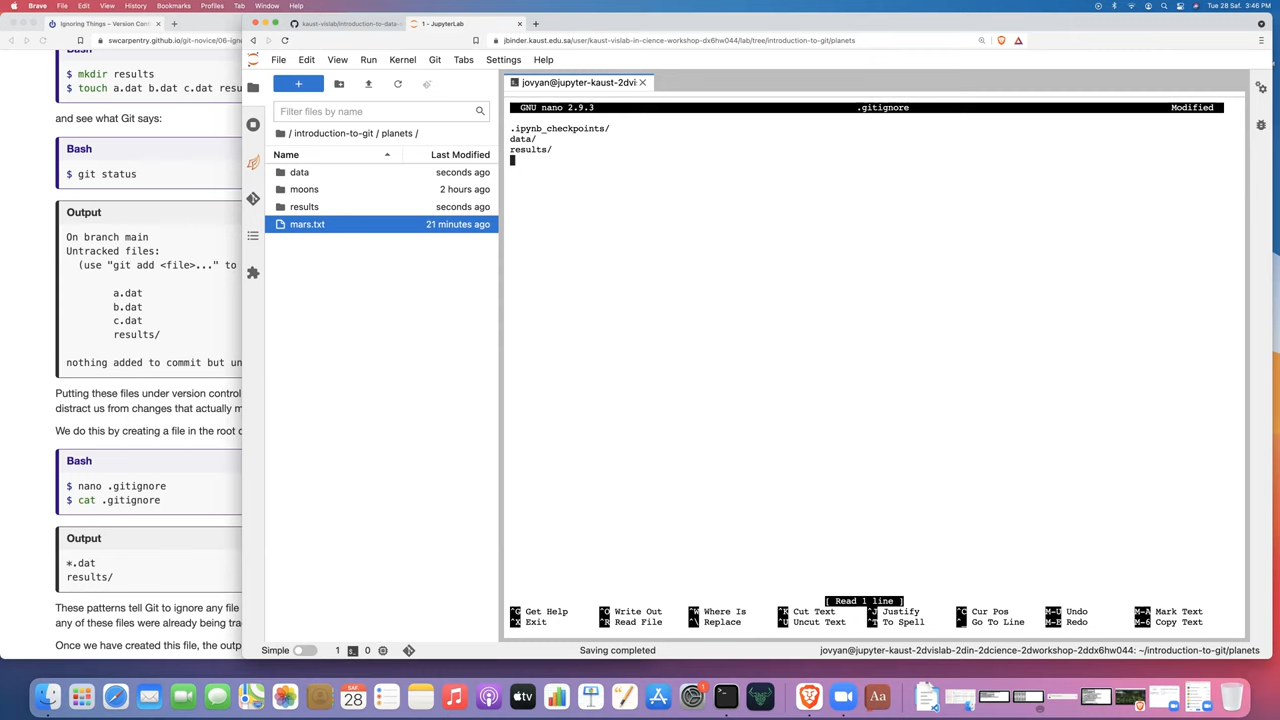 Brave File Edit View History Bookmarks Profiles Tab Window Help
Tue 28 Saf. 3:46 PM
Ignoring Things – Version Con
swcarpentry.github.io/git-novice/06-ign
Bash
$ mkdir results
$ touch a.dat b.dat c.dat resu
and see what Git says:
Bash
$ git status
Output
On branch main
Untracked files:
(use "git add <file>..." to
a.dat
b.dat
c.dat
results/
nothing added to commit but un
Putting these files under version control
distract us from changes that actually m
We do this by creating a file in the root d
Bash
$ nano .gitignore
$ cat .gitignore
Output
*.dat
results/
These patterns tell Git to ignore any file
any of these files were already being tra
Once we have created this file, the outp
kaust-vislab/introduction-to-data-
1 - JupyterLab
jbinder.kaust.edu.sa/user/kaust-vislab-in-cience-workshop-dx6hw044/lab/tree/introduction-to-git/planets
File Edit View Run Kernel Git Tabs Settings Help
Filter files by name
/ introduction-to-git / planets /
Name Last Modified
data seconds ago
moons 2 hours ago
results seconds ago
mars.txt 21 minutes ago
jovyan@jupyter-kaust-2dvi
GNU nano 2.9.3 .gitignore Modified
.ipynb_checkpoints/
data/
results/
[ Read 1 line ]
^G Get Help ^O Write Out ^W Where Is ^K Cut Text ^J Justify ^C Cur Pos M-U Undo M-A Mark Text
^X Exit ^R Read File ^\ Replace ^U Uncut Text ^T To Spell ^_ Go To Line M-E Redo M-6 Copy Text
Simple 1 0 Saving completed jovyan@jupyter-kaust-2dvislab-2din-2dcience-2dworkshop-2ddx6hw044: ~/introduction-to-git/planets